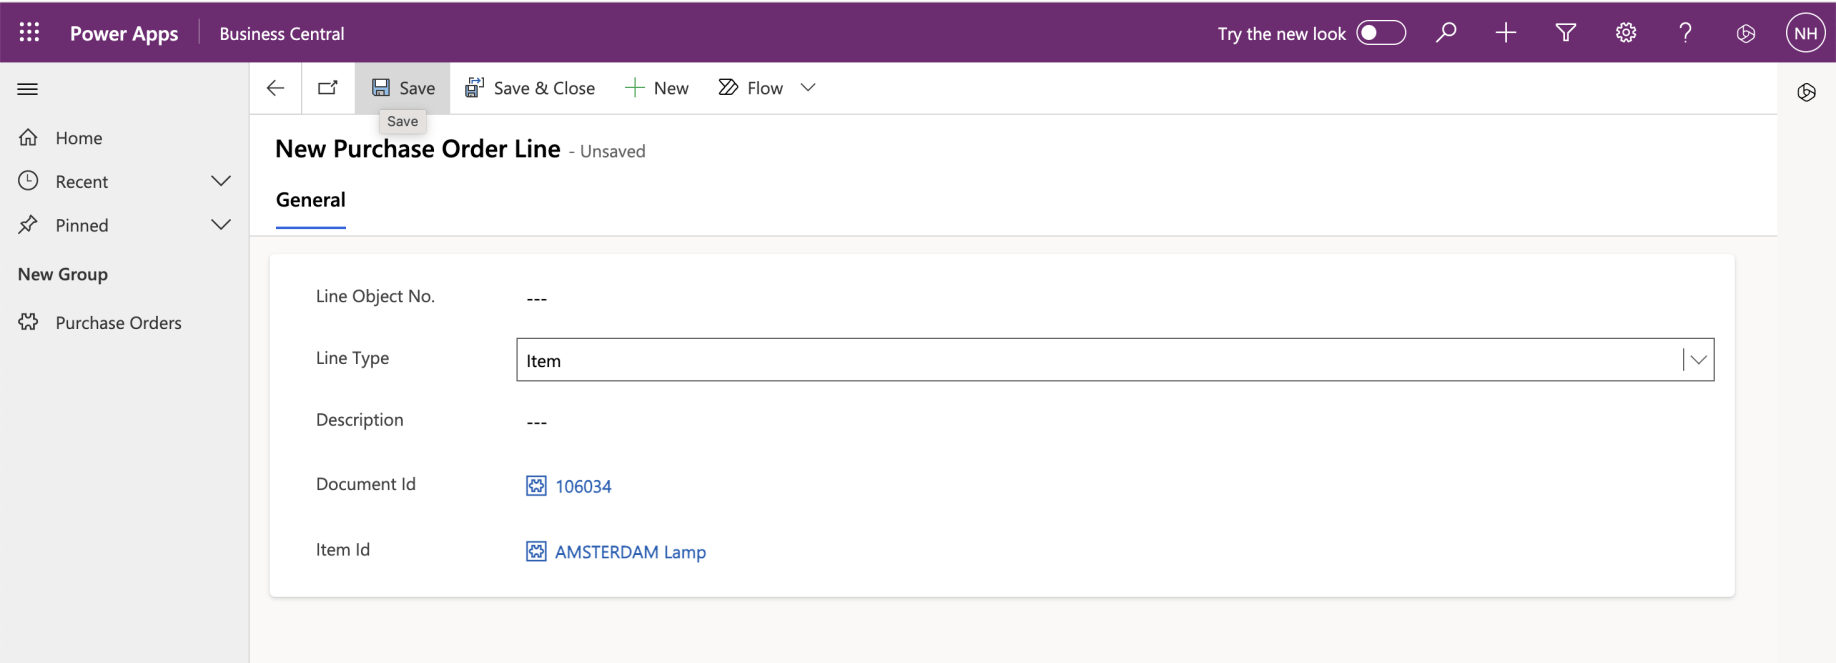 Power Apps
Business Central
Try the new look
NH
Save
Save & Close
New
Flow
Save
Home
Recent
Pinned
New Group
Purchase Orders
New Purchase Order Line - Unsaved
General
Line Object No.
---
Line Type
Item
Description
---
Document Id
106034
Item Id
AMSTERDAM Lamp